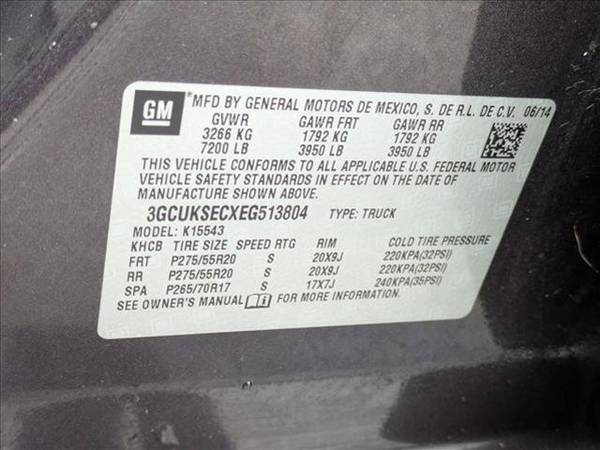 GM
MFD BY GENERAL MOTORS DE MEXICO, S. DE R.L. DE C.V. 06/14
GVWR GAWR FRT GAWR RR
3266 KG 1792 KG 1792 KG
7200 LB 3950 LB 3950 LB
THIS VEHICLE CONFORMS TO ALL APPLICABLE U.S. FEDERAL MOTOR
VEHICLE SAFETY STANDARDS IN EFFECT ON THE DATE OF
MANUFACTURE SHOWN ABOVE.
3GCUKSECXEG513804 TYPE: TRUCK
MODEL: K15543
KHCB TIRE SIZE SPEED RTG RIM COLD TIRE PRESSURE
FRT P275/55R20 S 20X9J 220KPA(32PSI)
RR P275/55R20 S 20X9J 220KPA(32PSI)
SPA P265/70R17 S 17X7J 240KPA(35PSI)
SEE OWNER'S MANUAL FOR MORE INFORMATION.